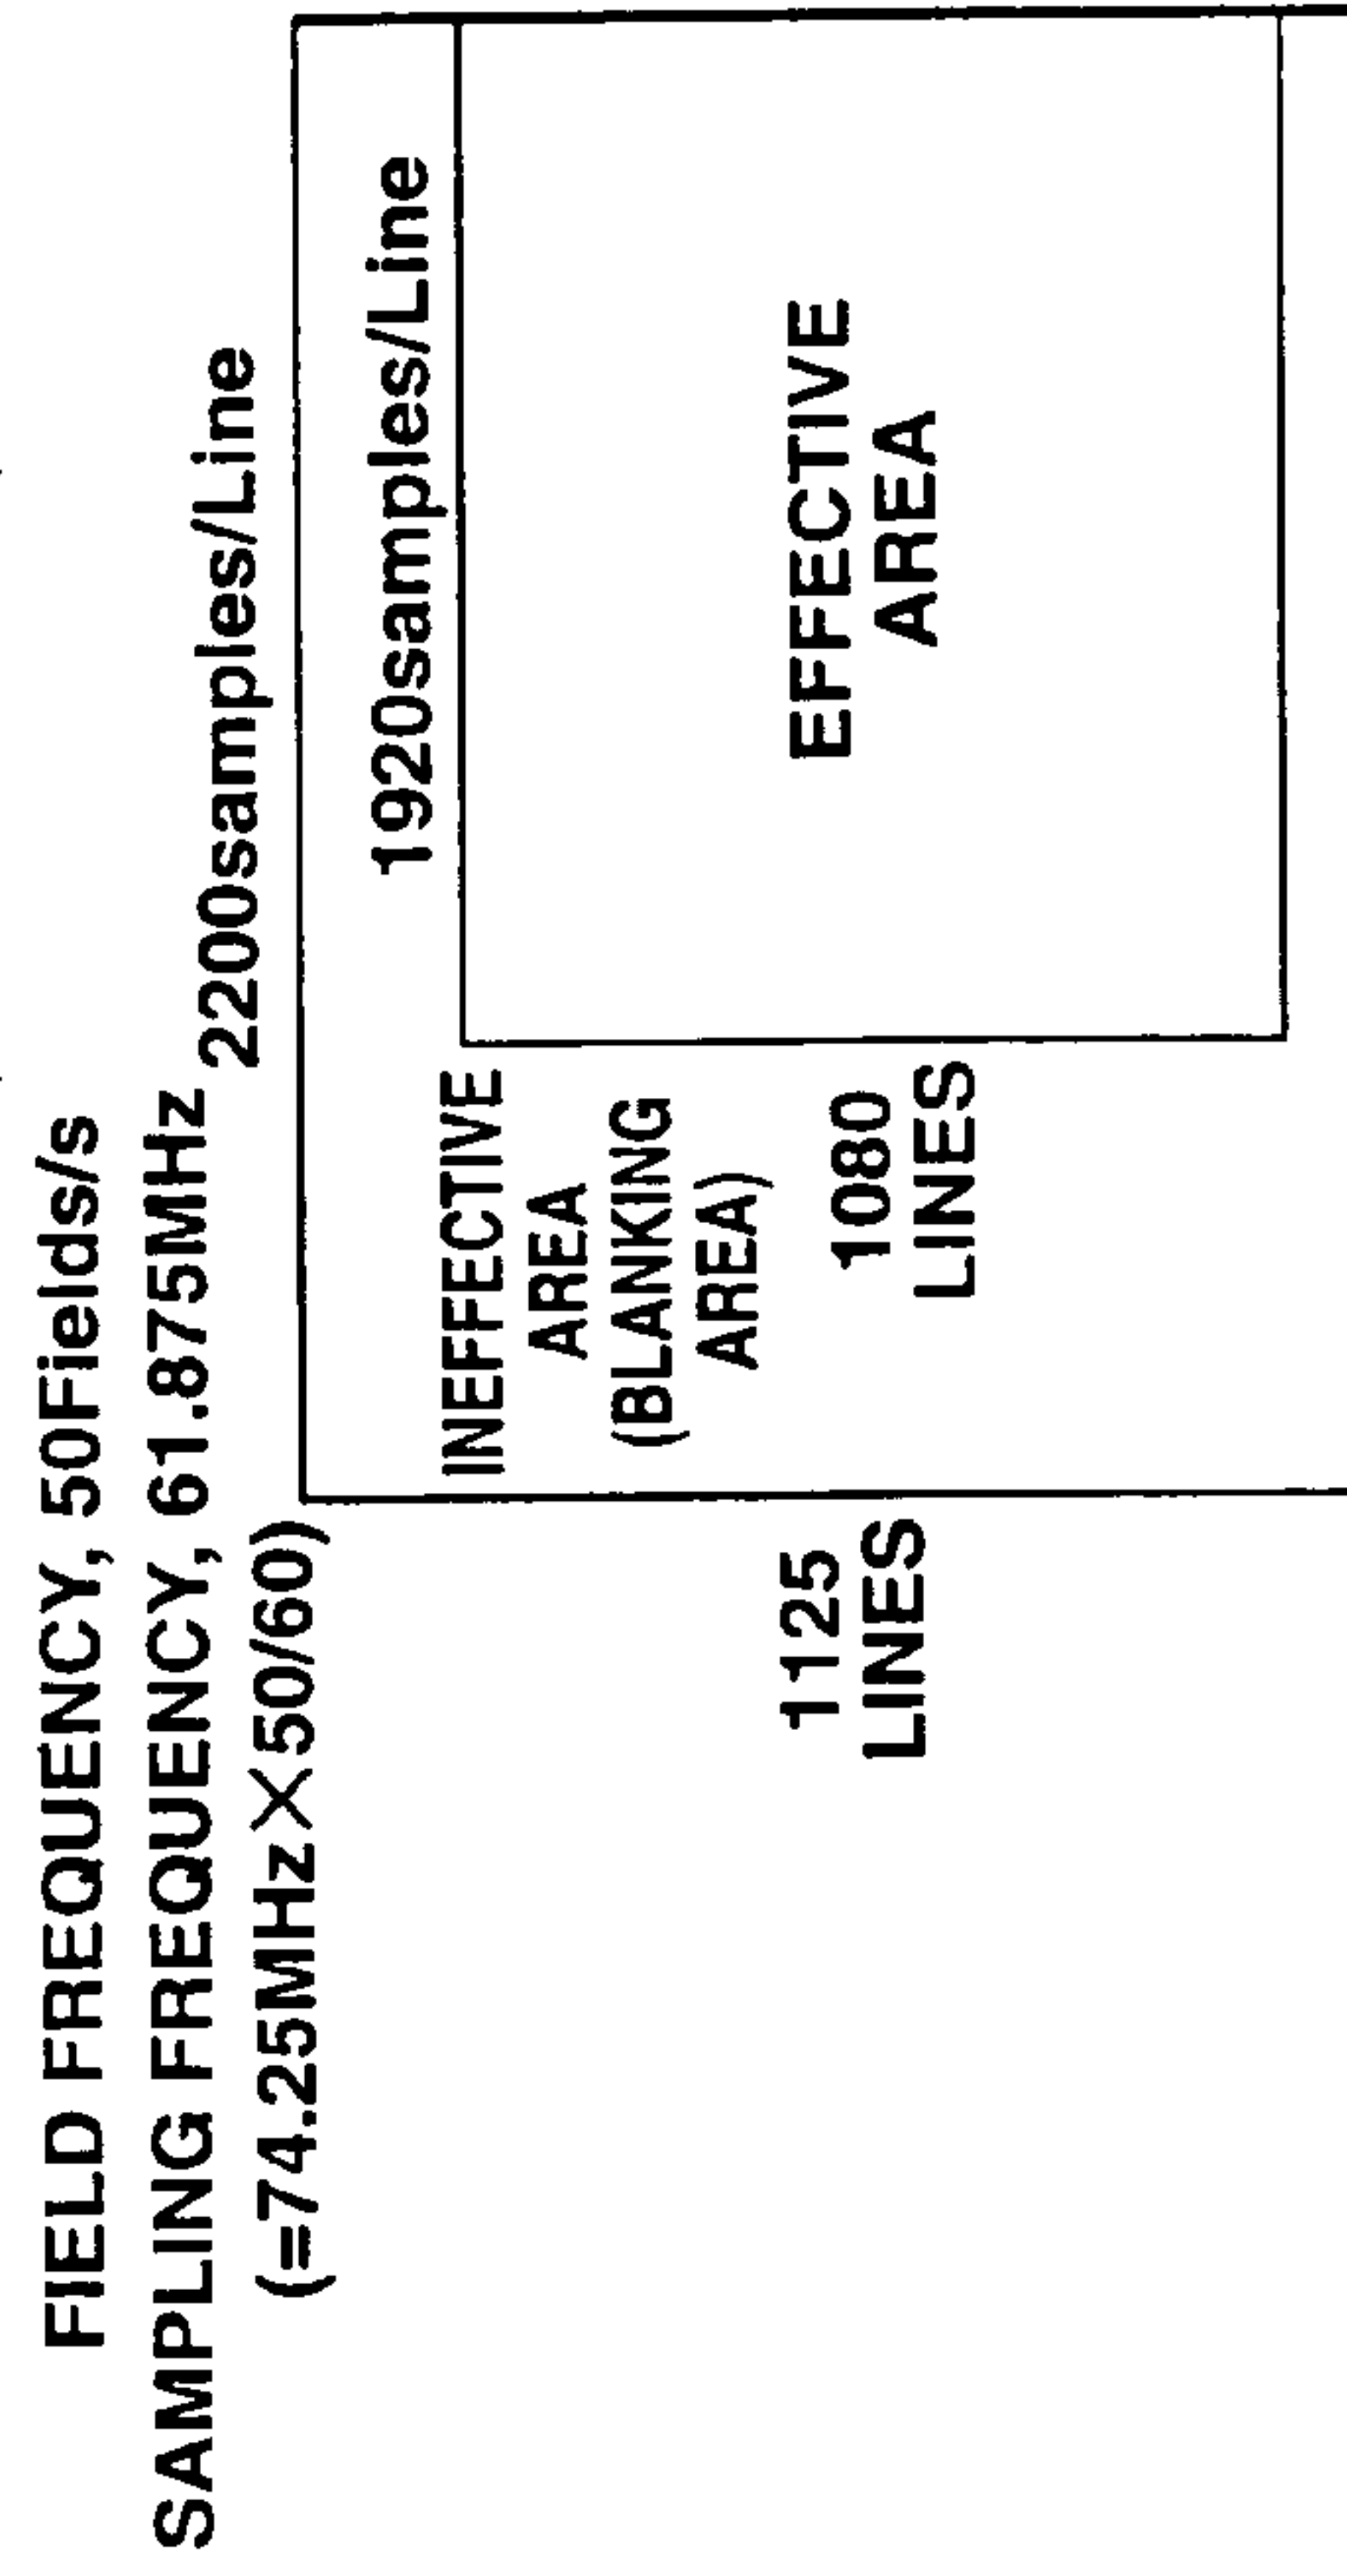 FIELD FREQUENCY, 50Fields/s
SAMPLING FREQUENCY, 61.875MHz
(=74.25MHz×50/60)
2200samples/Line
1920samples/Line
INEFFECTIVE
AREA
(BLANKING
AREA)
1125
LINES
1080
LINES
EFFECTIVE
AREA